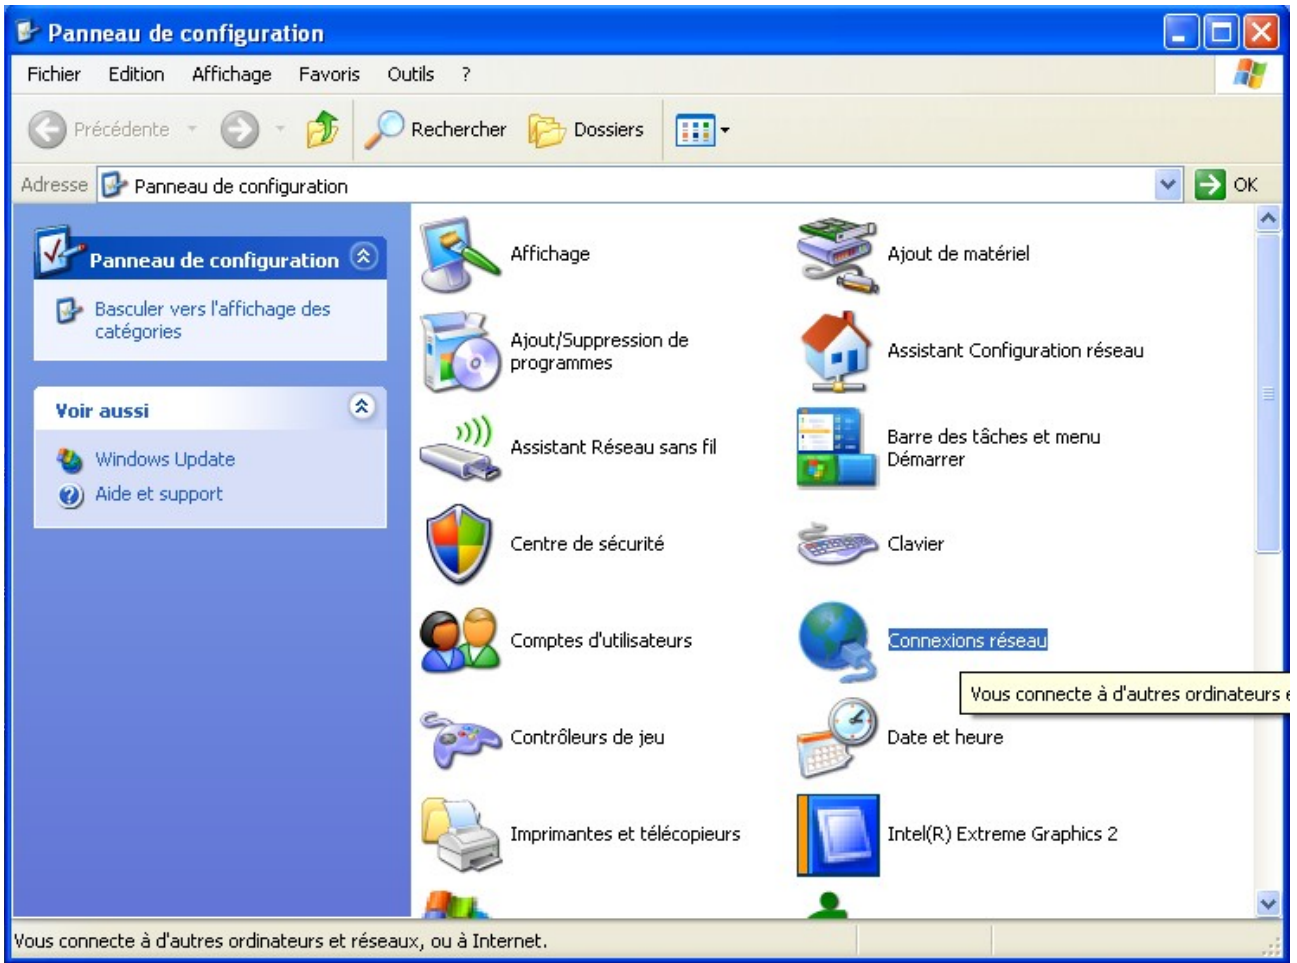 Panneau de configuration
Fichier Edition Affichage Favoris Outils ?
Précédente Rechercher Dossiers
Adresse Panneau de configuration OK
Panneau de configuration
Basculer vers l'affichage des
catégories
Voir aussi
Windows Update
Aide et support
Affichage
Ajout de matériel
Ajout/Suppression de
programmes
Assistant Configuration réseau
Assistant Réseau sans fil
Barre des tâches et menu
Démarrer
Centre de sécurité
Clavier
Comptes d'utilisateurs
Connexions réseau
Vous connecte à d'autres ordinateurs
Contrôleurs de jeu
Date et heure
Imprimantes et télécopieurs
Intel(R) Extreme Graphics 2
Vous connecte à d'autres ordinateurs et réseaux, ou à Internet.